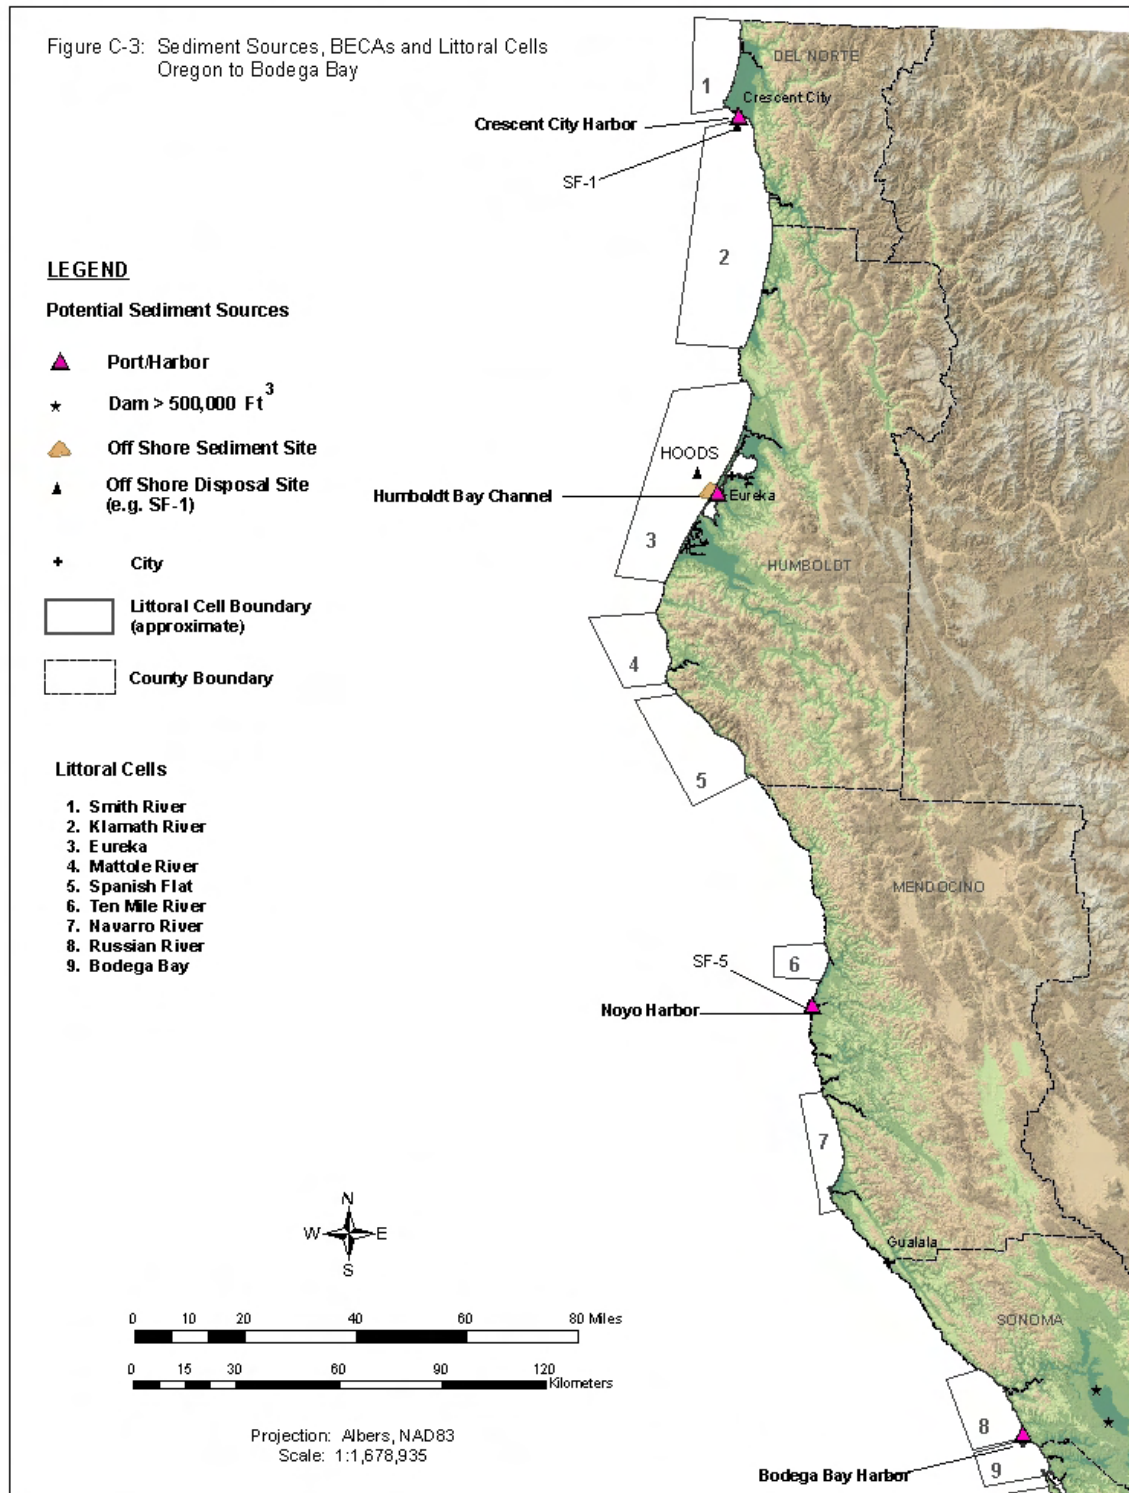 Figure C-3: Sediment Sources, BECAs and Littoral Cells
Oregon to Bodega Bay
DEL NORTE
1
Crescent City
Crescent City Harbor
SF-1
2
LEGEND
Potential Sediment Sources
Port/Harbor
Dam > 500,000 Ft3
Off Shore Sediment Site
Off Shore Disposal Site
(e.g. SF-1)
City
Littoral Cell Boundary
(approximate)
County Boundary
HOODS
Humboldt Bay Channel
Eureka
3
HUMBOLDT
4
5
Littoral Cells
1. Smith River
2. Klamath River
3. Eureka
4. Mattole River
5. Spanish Flat
6. Ten Mile River
7. Navarro River
8. Russian River
9. Bodega Bay
MENDOCINO
SF-5
6
Noyo Harbor
7
N
W E
S
Gualala
SONOMA
0 10 20 40 60 80 Miles
0 15 30 60 90 120
Kilometers
Projection: Albers, NAD83
Scale: 1:1,678,935
8
9
Bodega Bay Harbor